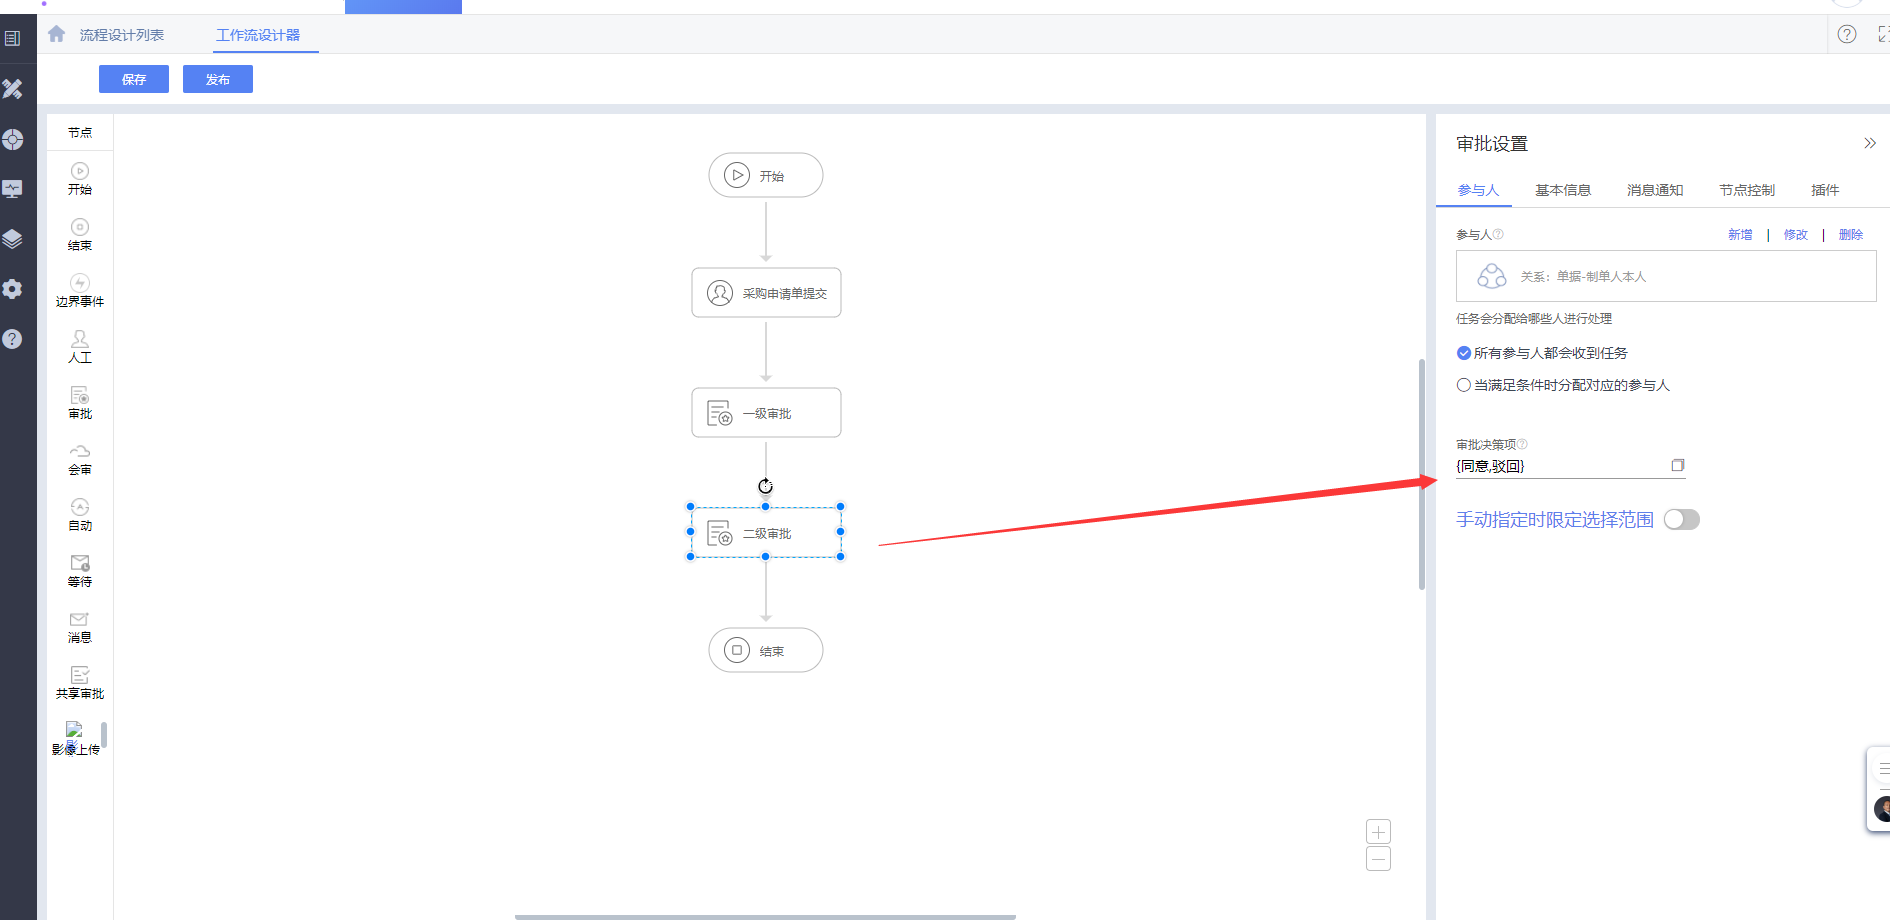 流程设计列表
工作流设计器
保存
发布
节点
开始
结束
边界事件
人工
审批
会审
自动
等待
消息
共享审批
影像上传
开始
采购申请单提交
一级审批
二级审批
结束
审批设置
参与人
基本信息
消息通知
节点控制
插件
参与人
新增 | 修改 | 删除
关系：单据-制单人本人
任务会分配给哪些人进行处理
所有参与人都会收到任务
当满足条件时分配对应的参与人
审批决策项
{同意,驳回}
手动指定时限定选择范围